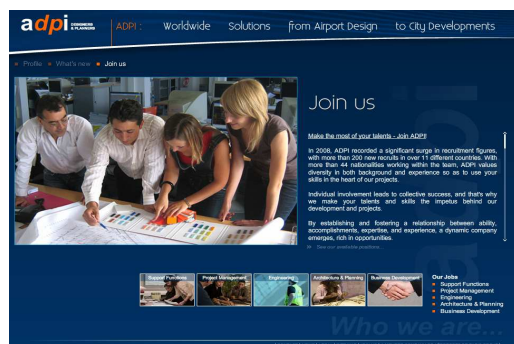 adpi DESIGNERS & PLANNERS
ADPI : Worldwide Solutions from Airport Design to City Developments
Profile What's new Join us
Join us
Make the most of your talents - Join ADPI!
In 2008, ADPI recorded a significant surge in recruitment figures,
with more than 200 new recruits in over 11 different countries. With
more than 44 nationalities working within the team, ADPI values
diversity in both background and experience so as to use your
skills in the heart of our projects.
Individual involvement leads to collective success, and that's why
we make your talents and skills the impetus behind our
development and projects.
By establishing and fostering a relationship between ability,
accomplishments, expertise, and experience, a dynamic company
emerges, rich in opportunities.
See our available positions...
Support Functions Project Management Engineering Architecture & Planning Business Development
Our Jobs
Support Functions
Project Management
Engineering
Architecture & Planning
Business Development
Who we are...